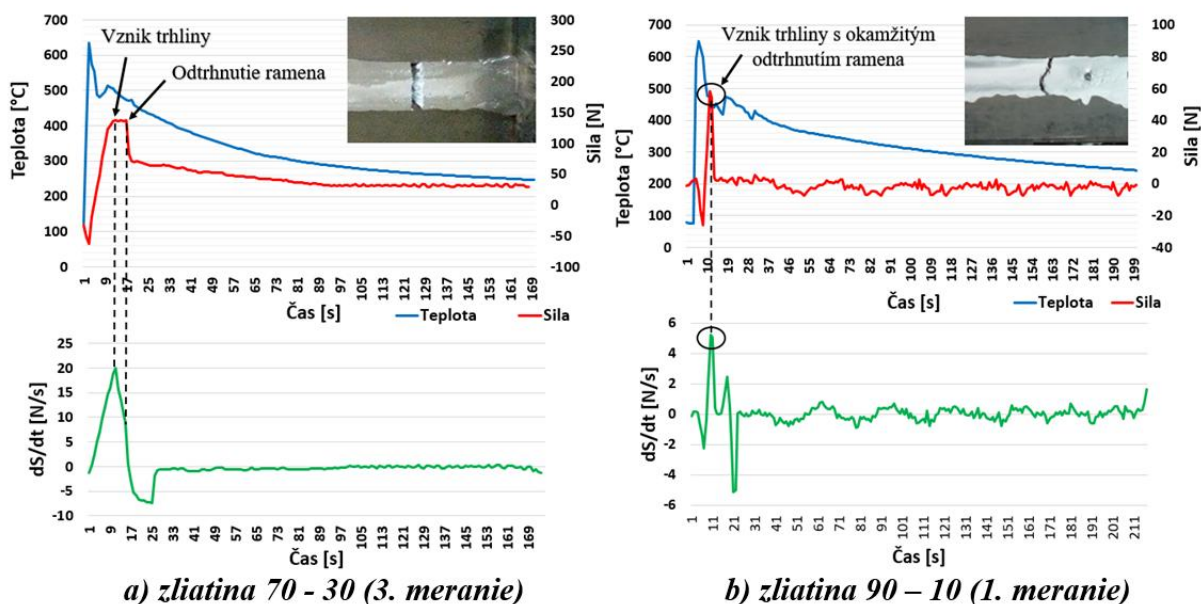 Vznik trhliny
Odtrhnutie ramena
Teplota [°C]
700
600
500
400
300
200
100
0
Sila [N]
300
250
200
150
100
50
0
-50
-100
1 9 17 25 33 41 49 57 65 73 81 89 97 105 113 121 129 137 145 153 161 169
Čas [s]
Teplota
Sila
dS/dt [N/s]
25
20
15
10
5
0
-5
-10
1 9 17 25 33 41 49 57 65 73 81 89 97 105 113 121 129 137 145 153 161 169
Čas [s]
a) zliatina 70 - 30 (3. meranie)
Vznik trhliny s okamžitým
odtrhnutím ramena
Teplota [°C]
700
600
500
400
300
200
100
0
Sila [N]
100
80
60
40
20
0
-20
-40
1 10 19 28 37 46 55 64 73 82 91 100 109 118 127 136 145 154 163 172 181 190 199
Čas [s]
Teplota
Sila
dS/dt [N/s]
6
4
2
0
-2
-4
-6
1 11 21 31 41 51 61 71 81 91 101 111 121 131 141 151 161 171 181 191 201 211
Čas [s]
b) zliatina 90 – 10 (1. meranie)